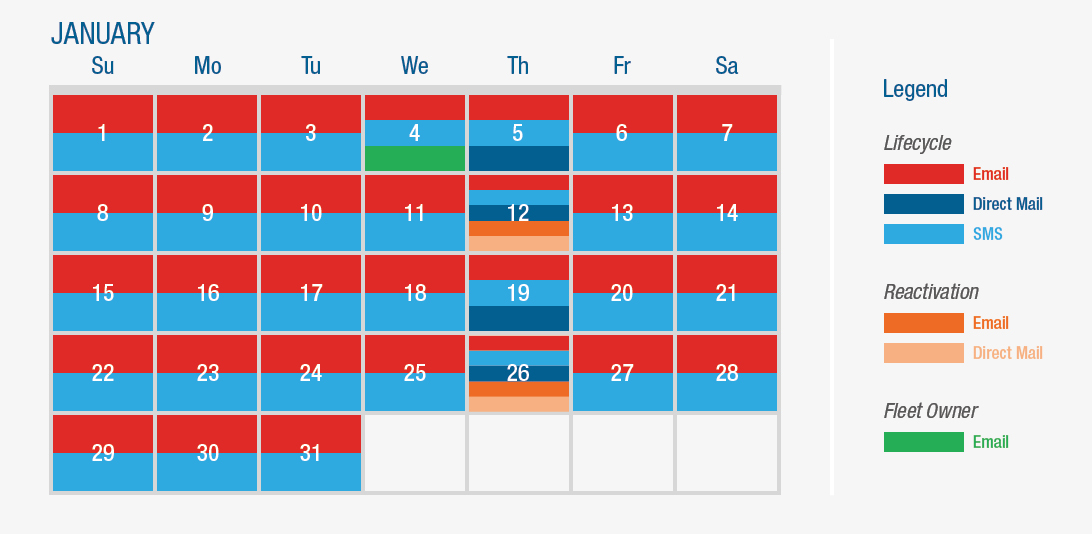 JANUARY
Su Mo Tu We Th Fr Sa
1 2 3 4 5 6 7
8 9 10 11 12 13 14
15 16 17 18 19 20 21
22 23 24 25 26 27 28
29 30 31
Legend
Lifecycle
Email
Direct Mail
SMS
Reactivation
Email
Direct Mail
Fleet Owner
Email